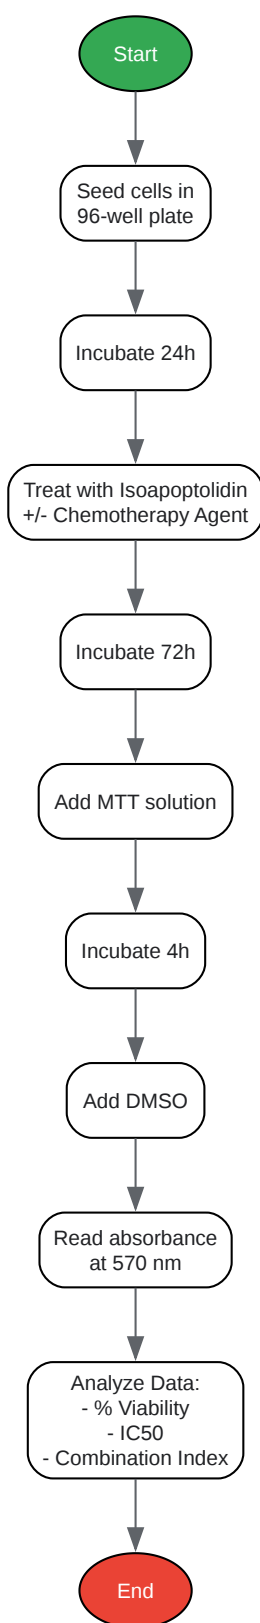 Start
Seed cells in
96-well plate
Incubate 24h
Treat with Isoapoptolidin
+/- Chemotherapy Agent
Incubate 72h
Add MTT solution
Incubate 4h
Add DMSO
Read absorbance
at 570 nm
Analyze Data:
- % Viability
- IC50
- Combination Index
End